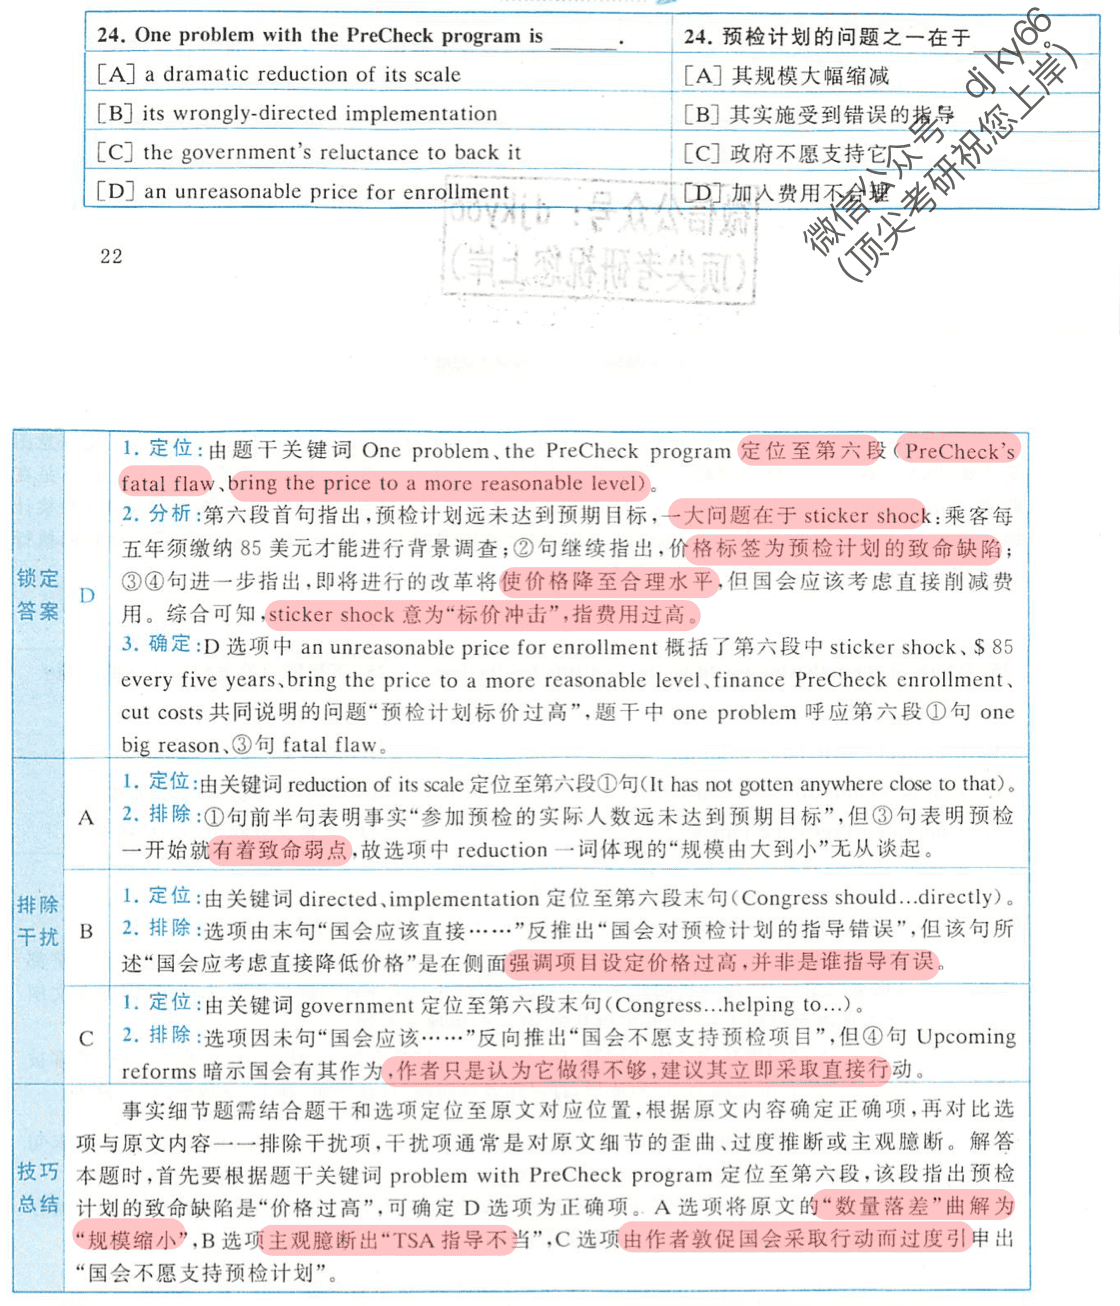 24. One problem with the PreCheck program is ______ .
24. 预检计划的问题之一在于______。
[A] a dramatic reduction of its scale
[A] 其规模大幅缩减
[B] its wrongly-directed implementation
[B] 其实施受到错误的指导
[C] the government's reluctance to back it
[C] 政府不愿支持它
[D] an unreasonable price for enrollment
[D] 加入费用不合理
微信公众号 djky66
(顶尖考研祝您上岸)
微信公众号:djky66
(顶尖考研祝您上岸)
22
锁定
答案
D
1. 定位:由题干关键词 One problem、the PreCheck program 定位至第六段(PreCheck's
fatal flaw、bring the price to a more reasonable level)。
2. 分析:第六段首句指出,预检计划远未达到预期目标,一大问题在于 sticker shock:乘客每
五年须缴纳 85 美元才能进行背景调查;②句继续指出,价格标签为预检计划的致命缺陷;
③④句进一步指出,即将进行的改革将使价格降至合理水平,但国会应该考虑直接削减费
用。综合可知,sticker shock 意为“标价冲击”,指费用过高。
3. 确定:D 选项中 an unreasonable price for enrollment 概括了第六段中 sticker shock、$ 85
every five years、bring the price to a more reasonable level、finance PreCheck enrollment、
cut costs 共同说明的问题“预检计划标价过高”,题干中 one problem 呼应第六段①句 one
big reason、③句 fatal flaw。
排除
干扰
A
1. 定位:由关键词 reduction of its scale 定位至第六段①句(It has not gotten anywhere close to that)。
2. 排除:①句前半句表明事实“参加预检的实际人数远未达到预期目标”,但③句表明预检
一开始就有着致命弱点,故选项中 reduction 一词体现的“规模由大到小”无从谈起。
B
1. 定位:由关键词 directed、implementation 定位至第六段末句(Congress should…directly)。
2. 排除:选项由末句“国会应该直接……”反推出“国会对预检计划的指导错误”,但该句所
述“国会应考虑直接降低价格”是在侧面强调项目设定价格过高,并非是谁指导有误。
C
1. 定位:由关键词 government 定位至第六段末句(Congress…helping to…)。
2. 排除:选项因未句“国会应该……”反向推出“国会不愿支持预检项目”,但④句 Upcoming
reforms 暗示国会有其作为,作者只是认为它做得不够,建议其立即采取直接行动。
技巧
总结
事实细节题需结合题干和选项定位至原文对应位置,根据原文内容确定正确项,再对比选
项与原文内容一一排除干扰项,干扰项通常是对原文细节的歪曲、过度推断或主观臆断。解答
本题时,首先要根据题干关键词 problem with PreCheck program 定位至第六段,该段指出预检
计划的致命缺陷是“价格过高”,可确定 D 选项为正确项。A 选项将原文的“数量落差”曲解为
“规模缩小”,B 选项主观臆断出“TSA 指导不当”,C 选项由作者敦促国会采取行动而过度引申出
“国会不愿支持预检计划”。